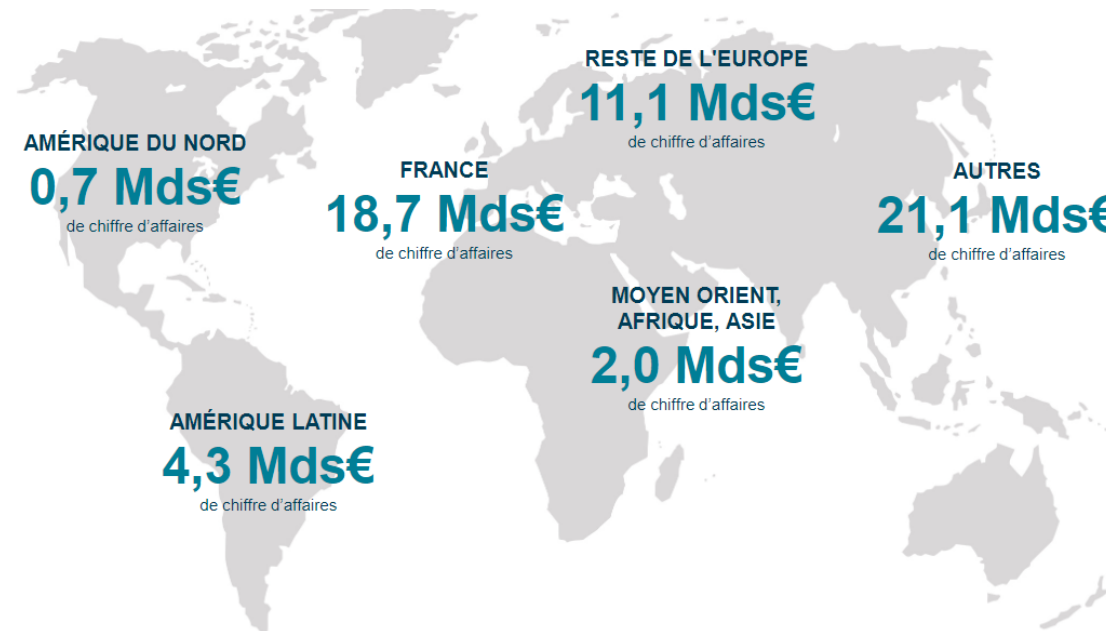 RESTE DE L'EUROPE
11,1 Mds€
de chiffre d'affaires
AMÉRIQUE DU NORD
0,7 Mds€
de chiffre d'affaires
FRANCE
18,7 Mds€
de chiffre d'affaires
AUTRES
21,1 Mds€
de chiffre d'affaires
MOYEN ORIENT,
AFRIQUE, ASIE
2,0 Mds€
de chiffre d'affaires
AMÉRIQUE LATINE
4,3 Mds€
de chiffre d'affaires